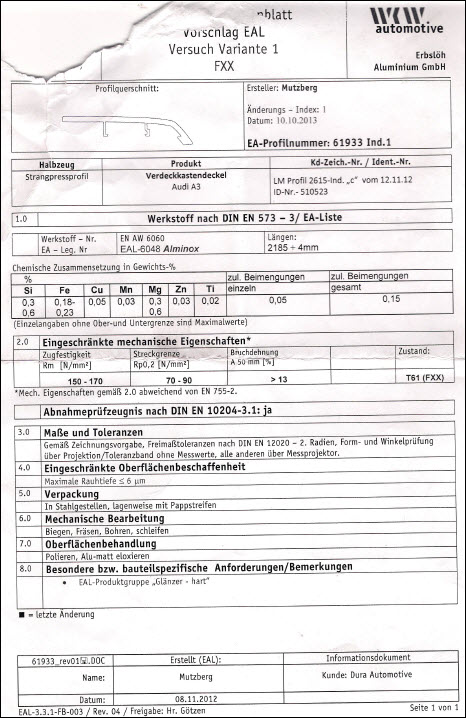 nblatt
Vorschlag EAL
Versuch Variante 1
FXX
WKW
automotive
Erbslöh
Aluminium GmbH
Profilquerschnitt:
Ersteller: Mutzberg
Änderungs - Index: 1
Datum: 10.10.2013
EA-Profilnummer: 61933 Ind.1
Halbzeug Produkt Kd-Zeich.-Nr. / Ident.-Nr.
Strangpressprofil Verdeckkastendeckel
Audi A3
LM Profil 2615-Ind. „c" vom 12.11.12
ID-Nr.- 510523
1.0 Werkstoff nach DIN EN 573 - 3/ EA-Liste
Werkstoff - Nr. EN AW 6060 Längen:
EA - Leg. Nr EAL-6048 Alminox 2185 ÷ 4mm
Chemische Zusammensetzung in Gewichts-%
% zul. Beimengungen zul. Beimengungen
Si Fe Cu Mn Mg Zn Ti einzeln gesamt
0,3 0,18- 0,05 0,03 0,3 0,03 0,02 0,05 0,15
0,6 0,23 0,6
(Einzelangaben ohne Ober-und Untergrenze sind Maximalwerte)
2.0 Eingeschränkte mechanische Eigenschaften*
Zugfestigkeit Streckgrenze Bruchdehnung Zustand:
Rm [N/mm²] Rp0,2 [N/mm²] A 50 mm [%]
150 - 170 70 - 90 > 13 T61 (FXX)
*Mech. Eigenschaften gemäß 2.0 abweichend von EN 755-2.
Abnahmeprüfzeugnis nach DIN EN 10204-3.1: ja
3.0 Maße und Toleranzen
Gemäß Zeichnungsvorgabe, Freimaßtoleranzen nach DIN EN 12020 - 2. Radien, Form- und Winkelprüfung
über Projektion/Toleranzband ohne Messwerte, alle anderen über Messprojektor.
4.0 Eingeschränkte Oberflächenbeschaffenheit
Maximale Rauhtiefe ≤ 6 µm
5.0 Verpackung
In Stahlgestellen, lagenweise mit Pappstreifen
6.0 Mechanische Bearbeitung
Biegen, Fräsen, Bohren, schleifen
7.0 Oberflächenbehandlung
Polieren, Alu-matt eloxieren
8.0 Besondere bzw. bauteilspezifische Anforderungen/Bemerkungen
• EAL-Produktgruppe „Glänzer - hart"
■ = letzte Änderung
61933_rev01.DOC Erstellt (EAL): Informationsdokument
Name: Mutzberg Kunde: Dura Automotive
Datum: 08.11.2012
EAL-3.3.1-FB-003 / Rev. 04 / Freigabe: Hr. Götzen Seite 1 von 1